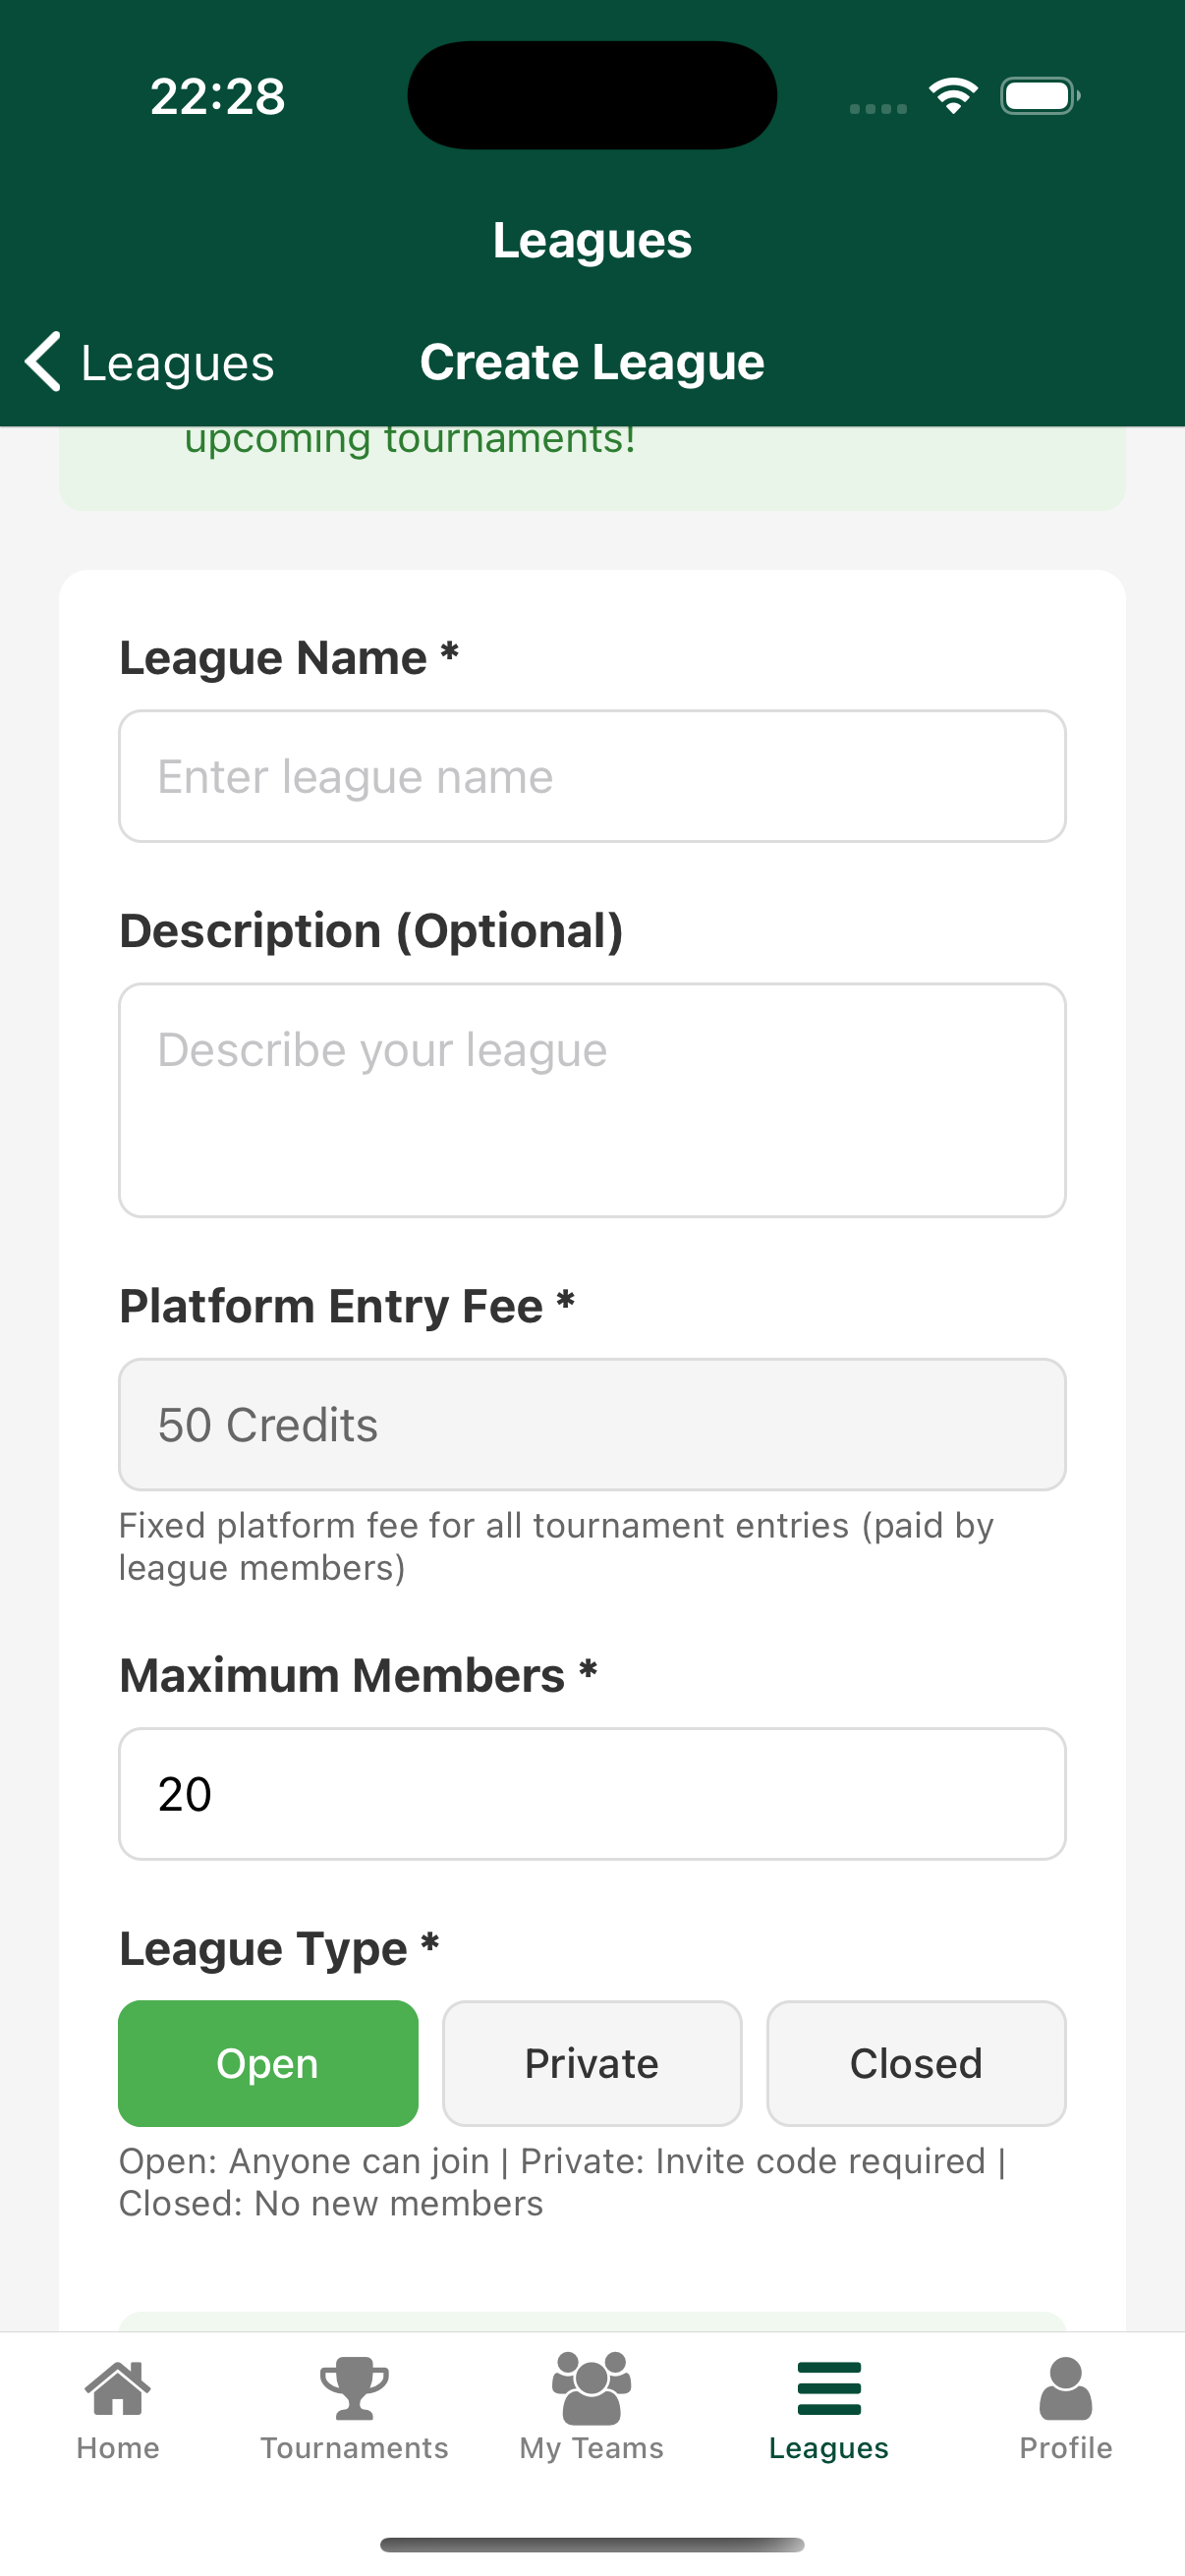 22:28
Leagues
Leagues
Create League
upcoming tournaments!
League Name *
Enter league name
Description (Optional)
Describe your league
Platform Entry Fee *
50 Credits
Fixed platform fee for all tournament entries (paid by
league members)
Maximum Members *
20
League Type *
Open
Private
Closed
Open: Anyone can join | Private: Invite code required |
Closed: No new members
Home
Tournaments
My Teams
Leagues
Profile